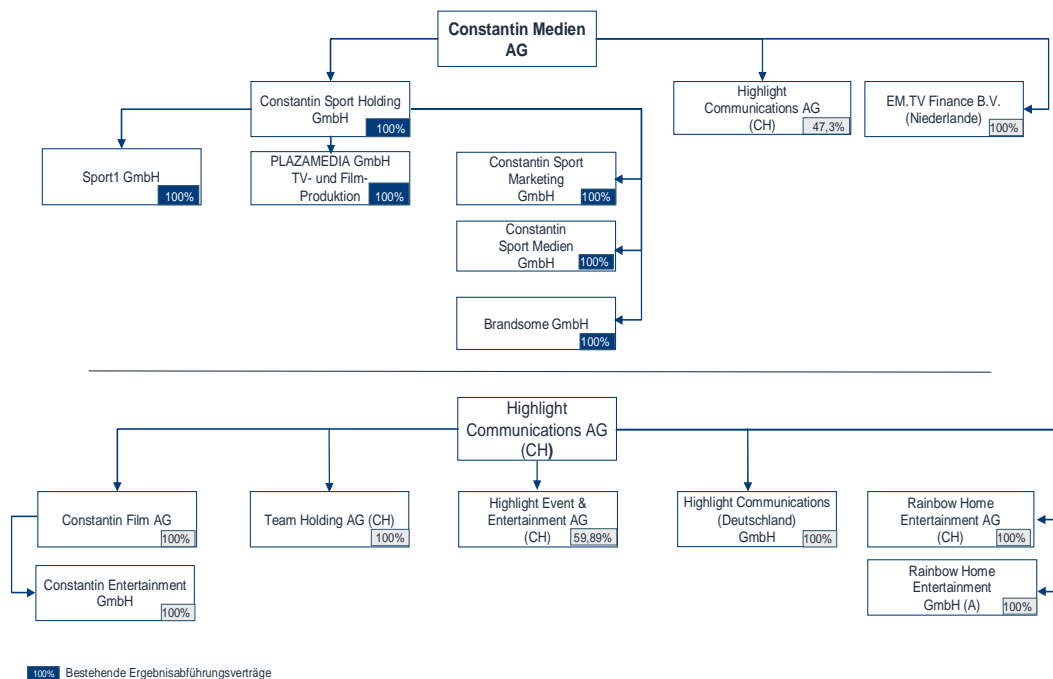 Constantin Medien
AG
Constantin Sport Holding
GmbH
100%
Highlight
Communications AG
(CH)
47,3%
EM.TV Finance B.V.
(Niederlande)
100%
Sport1 GmbH
100%
PLAZAMEDIA GmbH
TV- und Film-
Produktion
100%
Constantin Sport
Marketing
GmbH
100%
Constantin
Sport Medien
GmbH
100%
Brandsome GmbH
100%
Highlight
Communications AG
(CH)
Constantin Film AG
100%
Team Holding AG (CH)
100%
Highlight Event &
Entertainment AG
(CH)
59,89%
Highlight Communications
(Deutschland)
GmbH
100%
Rainbow Home
Entertainment AG
(CH)
100%
Constantin Entertainment
GmbH
100%
Rainbow Home
Entertainment
GmbH (A)
100%
100% Bestehende Ergebnisabführungsverträge